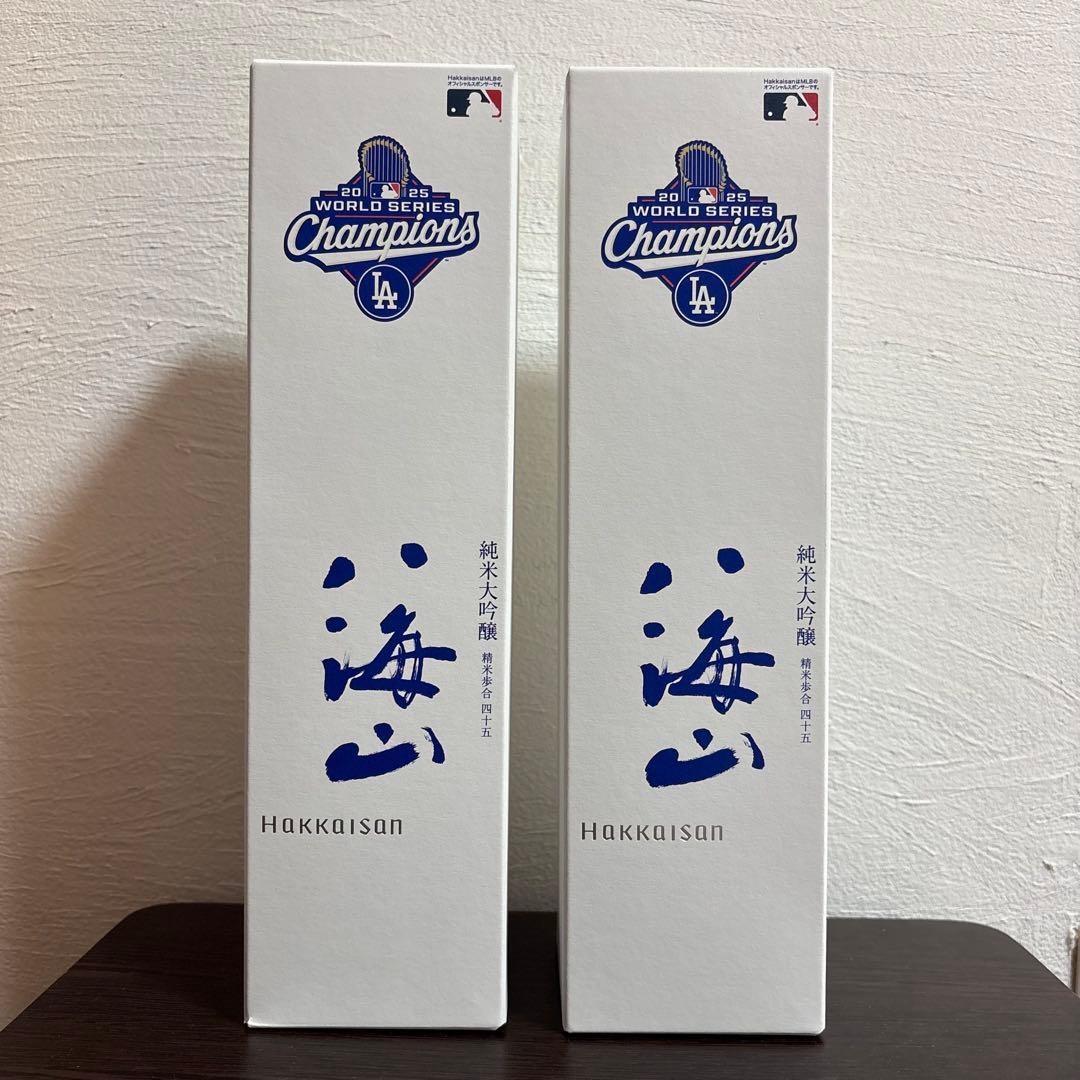 HakkaisanはMLBの
オフィシャルスポンサーです。
2025
WORLD SERIES
Champions
LA
純米大吟醸 精米歩合 四十五
八海山
Hakkaisan
HakkaisanはMLBの
オフィシャルスポンサーです。
2025
WORLD SERIES
Champions
LA
純米大吟醸 精米歩合 四十五
八海山
Hakkaisan